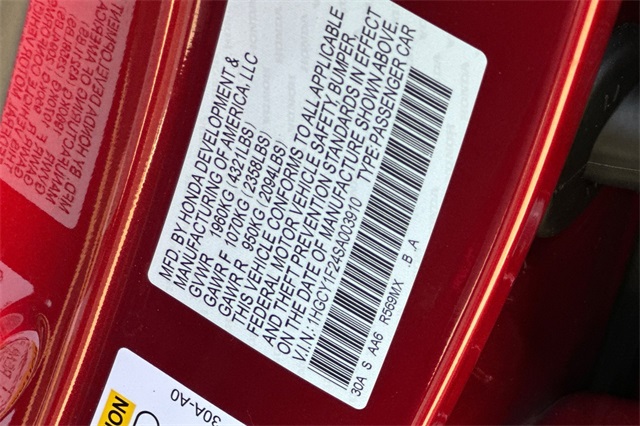 MFD. BY HONDA DEVELOPMENT &
MANUFACTURING OF AMERICA, LLC
GVWR 1960KG (4321LBS)
GAWR F 1070KG (2358LBS)
GAWR R 950KG (2094LBS)
THIS VEHICLE CONFORMS TO ALL APPLICABLE
FEDERAL MOTOR VEHICLE SAFETY BUMPER,
AND THEFT PREVENTION STANDARDS IN EFFECT
ON THE DATE OF MANUFACTURE SHOWN ABOVE.
V.I.N.: 1HGCY1F24SA003910 TYPE: PASSENGER CAR
30A S AA6 R569MX .B .A
30A-A0